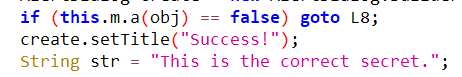 if (this.m.a(obj) == false) goto L8;
create.setTitle("Success!");
String str = "This is the correct secret.";